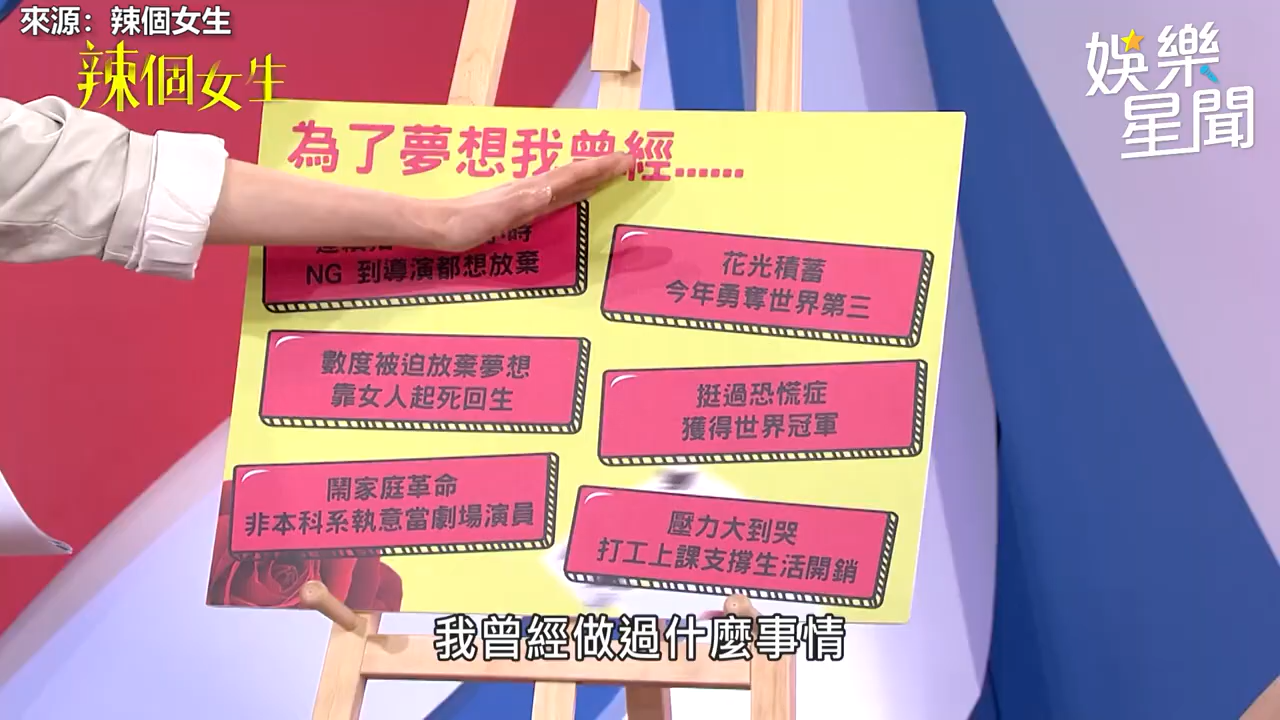 來源：辣個女生
辣個女生
娛樂
星聞
為了夢想我曾經......
時
NG 到導演都想放棄
花光積蓄
今年勇奪世界第三
數度被迫放棄夢想
靠女人起死回生
挺過恐慌症
獲得世界冠軍
鬧家庭革命
非本科系執意當劇場演員
壓力大到哭
打工上課支撐生活開銷
我曾經做過什麼事情